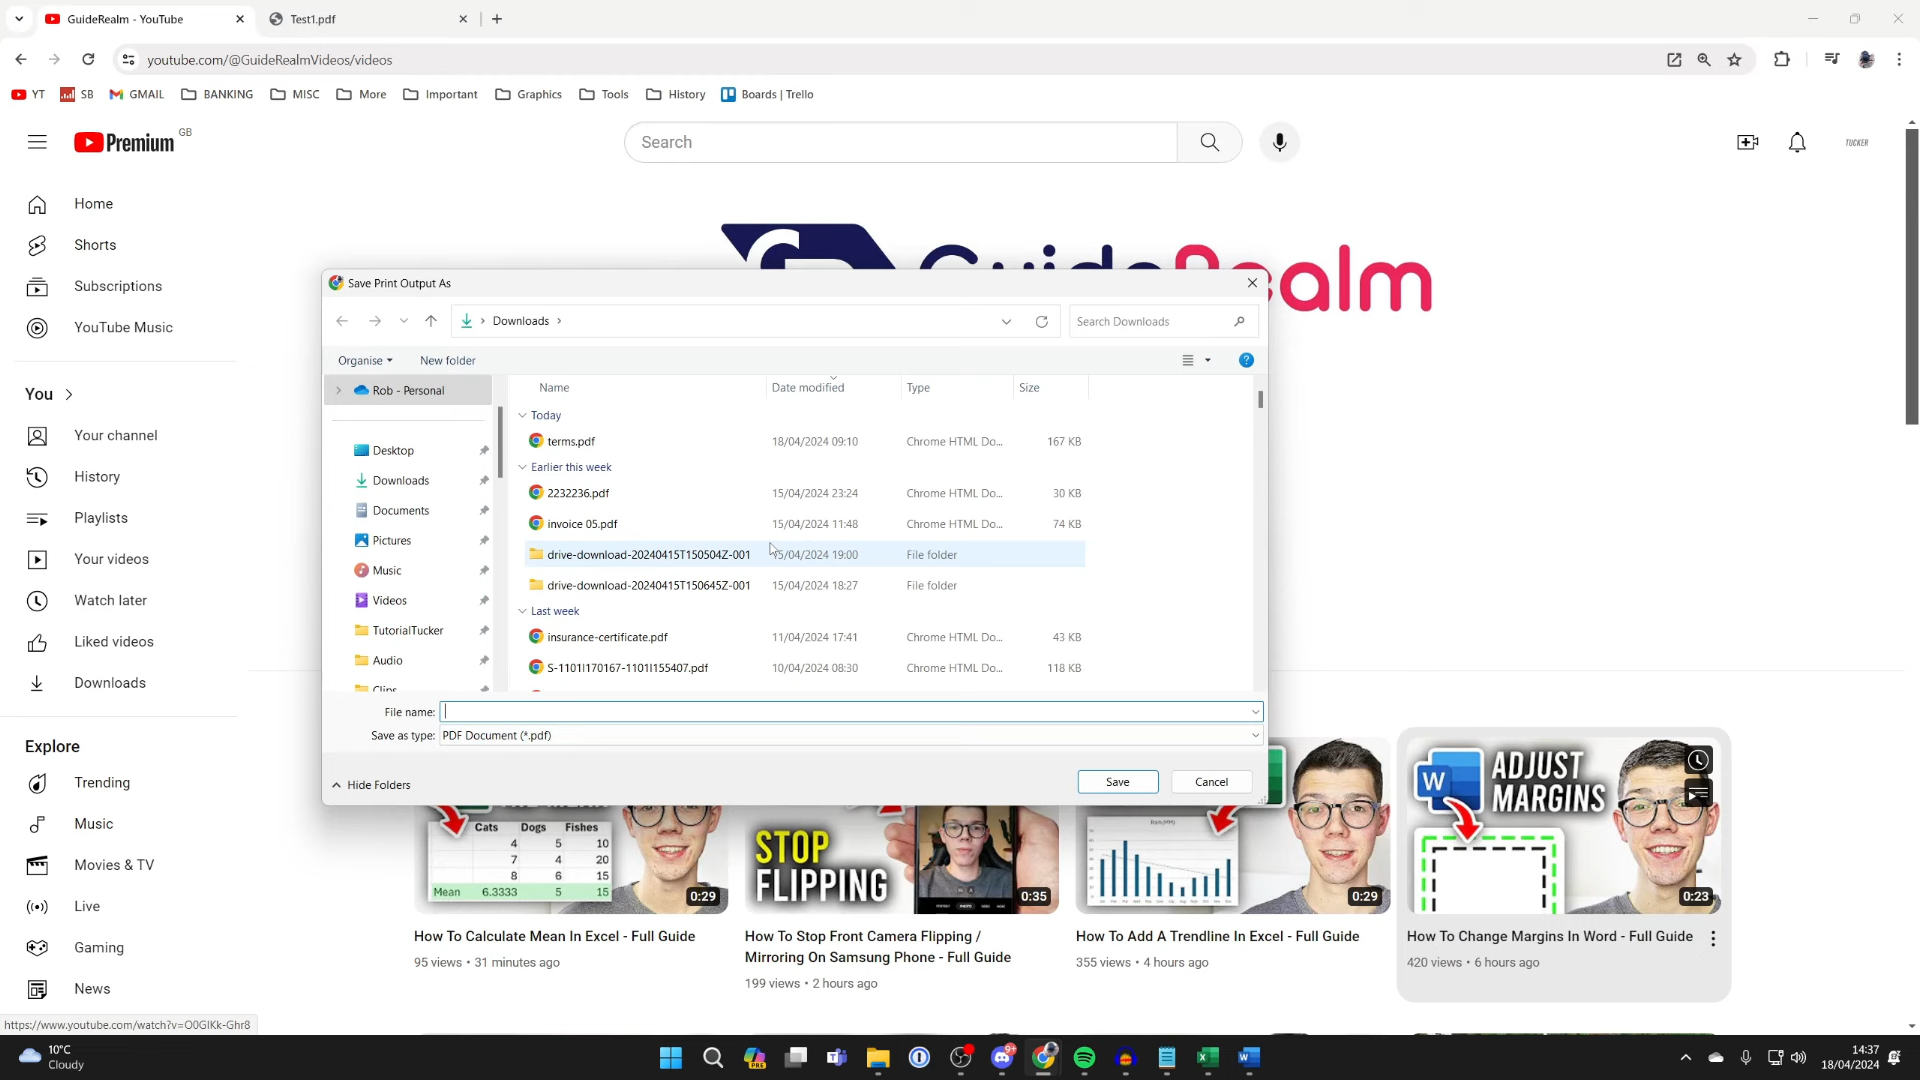 GuideRealm - YouTube
Test1.pdf
youtube.com/@GuideRealmVideos/videos
YT
SB
GMAIL
BANKING
MISC
More
Important
Graphics
Tools
History
Boards | Trello
Premium GB
Search
TUCKER
Home
Shorts
Subscriptions
YouTube Music
You
Your channel
History
Playlists
Your videos
Watch later
Liked videos
Downloads
Explore
Trending
Music
Movies & TV
Live
Gaming
News
https://www.youtube.com/watch?v=O0GIKk-Ghr8
GuideRealm
Save Print Output As
Downloads
Search Downloads
Organise
New folder
Rob - Personal
Desktop
Downloads
Documents
Pictures
Music
Videos
TutorialTucker
Audio
Clips
Name Date modified Type Size
Today
terms.pdf 18/04/2024 09:10 Chrome HTML Do... 167 KB
Earlier this week
2232236.pdf 15/04/2024 23:24 Chrome HTML Do... 30 KB
invoice 05.pdf 15/04/2024 11:48 Chrome HTML Do... 74 KB
drive-download-20240415T150504Z-001 15/04/2024 19:00 File folder
drive-download-20240415T150645Z-001 15/04/2024 18:27 File folder
Last week
insurance-certificate.pdf 11/04/2024 17:41 Chrome HTML Do... 43 KB
S-1101I170167-1101I155407.pdf 10/04/2024 08:30 Chrome HTML Do... 118 KB
File name:
Save as type: PDF Document (*.pdf)
Hide Folders
Save
Cancel
Cats Dogs Fishes
4 5 10
7 4 20
8 6 15
Mean 6.3333 5 15
0:29
How To Calculate Mean In Excel - Full Guide
95 views • 31 minutes ago
STOP
FLIPPING
0:35
How To Stop Front Camera Flipping /
Mirroring On Samsung Phone - Full Guide
199 views • 2 hours ago
0:29
How To Add A Trendline In Excel - Full Guide
355 views • 4 hours ago
W
ADJUST
MARGINS
0:23
How To Change Margins In Word - Full Guide
420 views • 6 hours ago
10°C
Cloudy
PRE
9+
14:37
18/04/2024